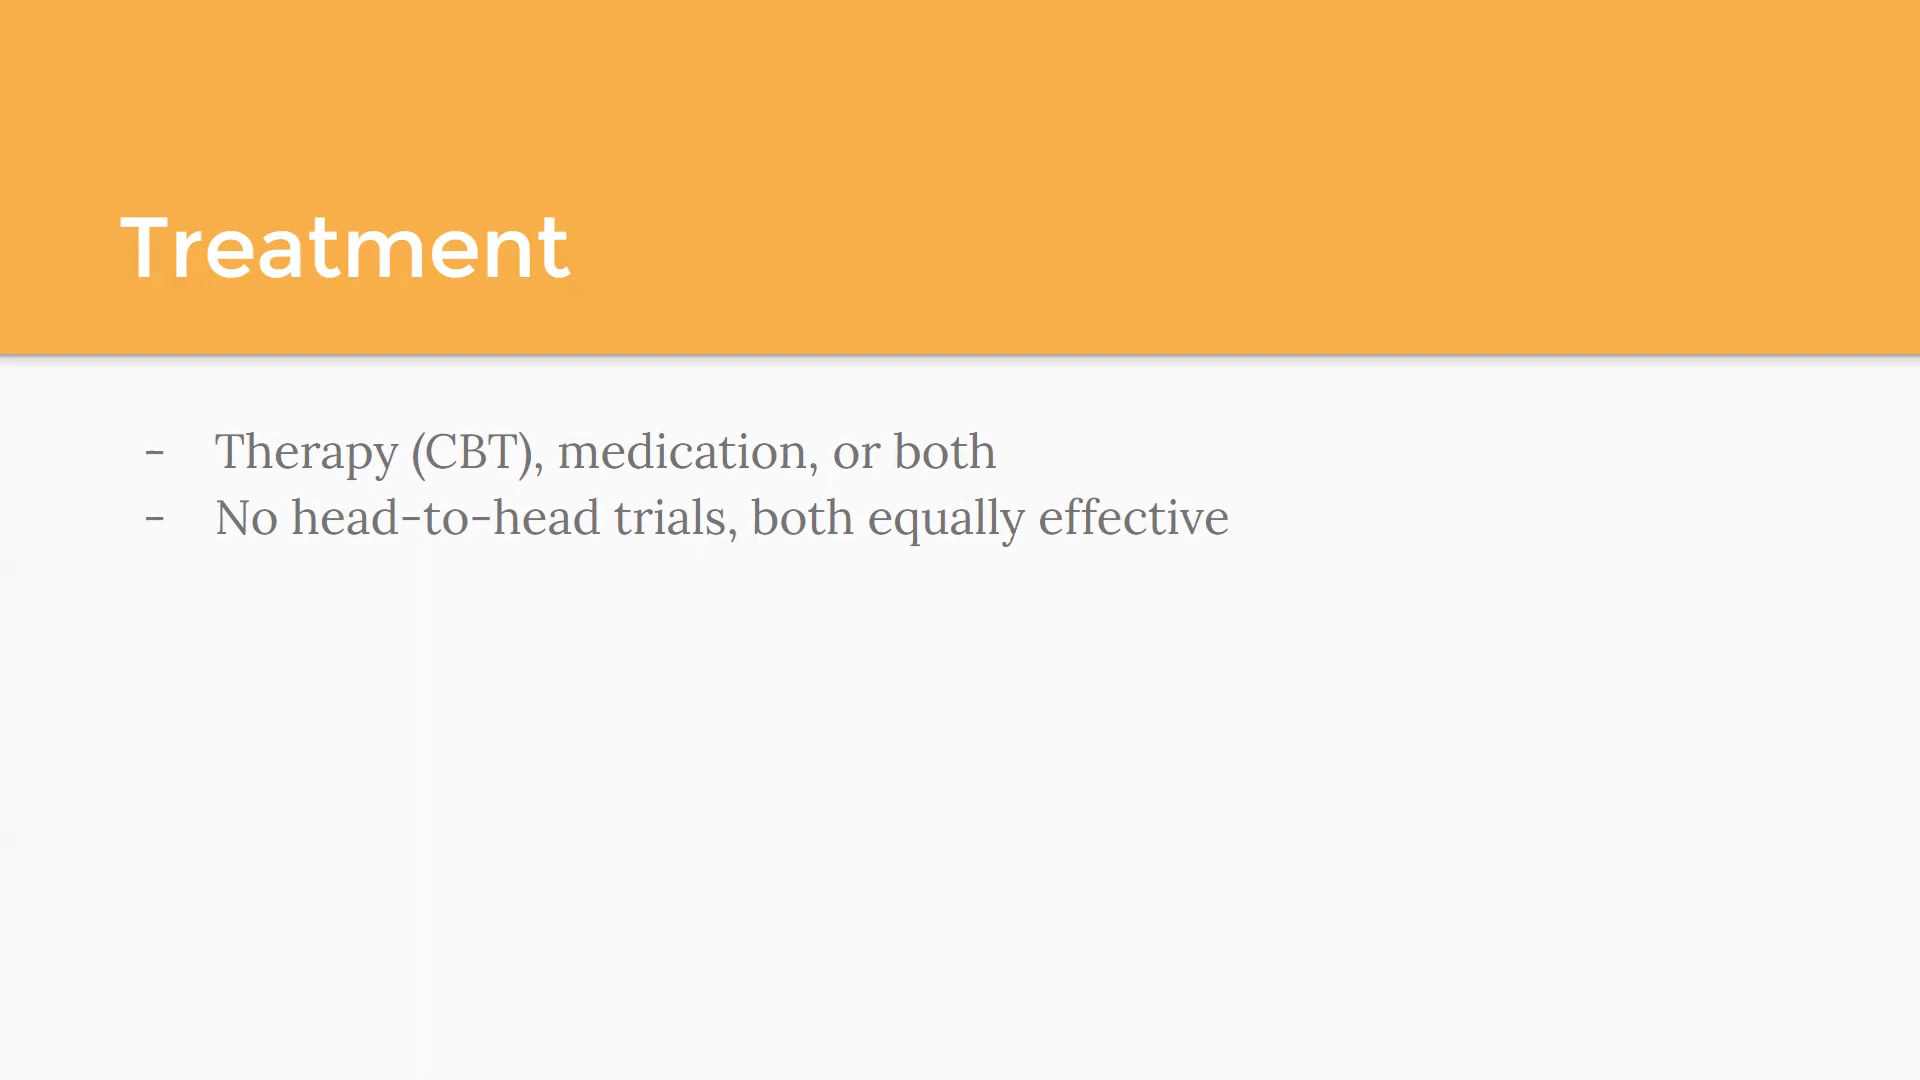 Treatment
- Therapy (CBT), medication, or both
- No head-to-head trials, both equally effective